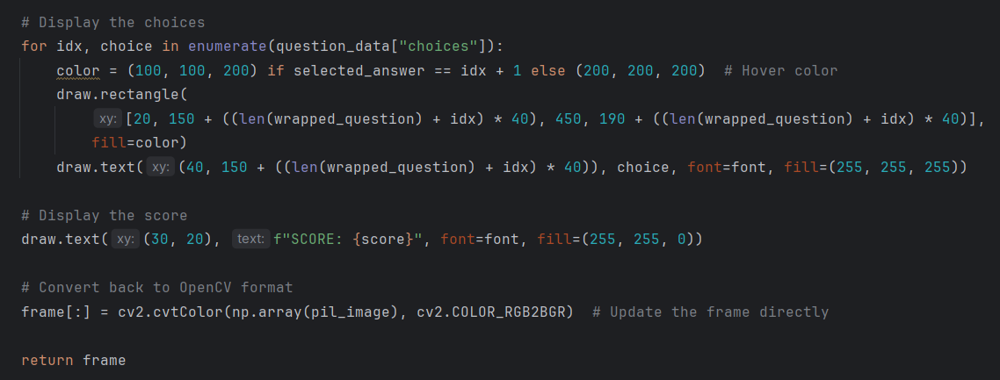 # Display the choices
for idx, choice in enumerate(question_data["choices"]):
    color = (100, 100, 200) if selected_answer == idx + 1 else (200, 200, 200)  # Hover color
    draw.rectangle(
        xy: [20, 150 + ((len(wrapped_question) + idx) * 40), 450, 190 + ((len(wrapped_question) + idx) * 40)],
        fill=color)
    draw.text( xy: (40, 150 + ((len(wrapped_question) + idx) * 40)), choice, font=font, fill=(255, 255, 255))

# Display the score
draw.text( xy: (30, 20),  text: f"SCORE: {score}", font=font, fill=(255, 255, 0))

# Convert back to OpenCV format
frame[:] = cv2.cvtColor(np.array(pil_image), cv2.COLOR_RGB2BGR)  # Update the frame directly

return frame